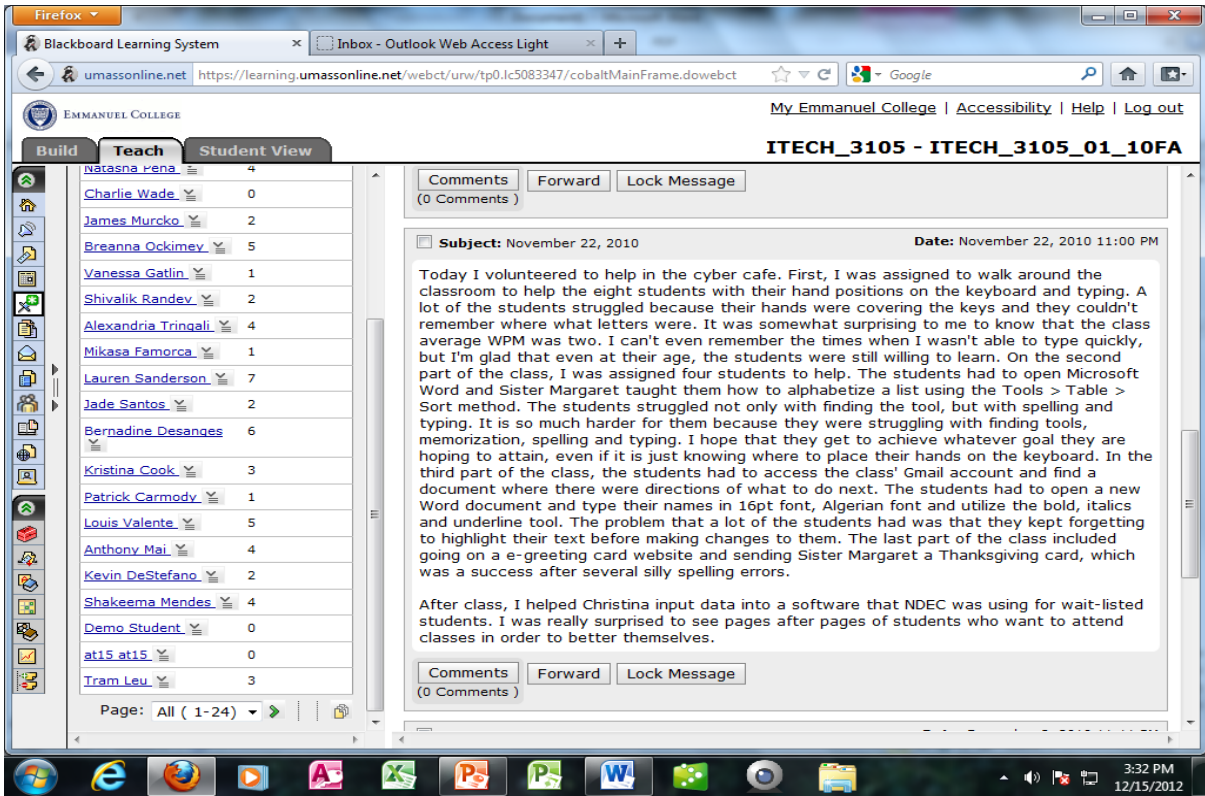 Firefox
Blackboard Learning System
Inbox - Outlook Web Access Light
umassonline.net https://learning.umassonline.net/webct/urw/tp0.lc5083347/cobaltMainFrame.dowebct
Google
EMMANUEL COLLEGE
My Emmanuel College | Accessibility | Help | Log out
Build Teach Student View
ITECH_3105 - ITECH_3105_01_10FA
Natasha Pena 4
Charlie Wade 0
James Murcko 2
Breanna Ockimey 5
Vanessa Gatlin 1
Shivalik Randev 2
Alexandria Tringali 4
Mikasa Famorca 1
Lauren Sanderson 7
Jade Santos 2
Bernadine Desanges 6
Kristina Cook 3
Patrick Carmody 1
Louis Valente 5
Anthony Mai 4
Kevin DeStefano 2
Shakeema Mendes 4
Demo Student 0
at15 at15 0
Tram Leu 3
Page: All ( 1-24)
Comments Forward Lock Message
(0 Comments )
Subject: November 22, 2010 Date: November 22, 2010 11:00 PM
Today I volunteered to help in the cyber cafe. First, I was assigned to walk around the
classroom to help the eight students with their hand positions on the keyboard and typing. A
lot of the students struggled because their hands were covering the keys and they couldn't
remember where what letters were. It was somewhat surprising to me to know that the class
average WPM was two. I can't even remember the times when I wasn't able to type quickly,
but I'm glad that even at their age, the students were still willing to learn. On the second
part of the class, I was assigned four students to help. The students had to open Microsoft
Word and Sister Margaret taught them how to alphabetize a list using the Tools > Table >
Sort method. The students struggled not only with finding the tool, but with spelling and
typing. It is so much harder for them because they were struggling with finding tools,
memorization, spelling and typing. I hope that they get to achieve whatever goal they are
hoping to attain, even if it is just knowing where to place their hands on the keyboard. In the
third part of the class, the students had to access the class' Gmail account and find a
document where there were directions of what to do next. The students had to open a new
Word document and type their names in 16pt font, Algerian font and utilize the bold, italics
and underline tool. The problem that a lot of the students had was that they kept forgetting
to highlight their text before making changes to them. The last part of the class included
going on a e-greeting card website and sending Sister Margaret a Thanksgiving card, which
was a success after several silly spelling errors.
After class, I helped Christina input data into a software that NDEC was using for wait-listed
students. I was really surprised to see pages after pages of students who want to attend
classes in order to better themselves.
Comments Forward Lock Message
(0 Comments )
3:32 PM
12/15/2012